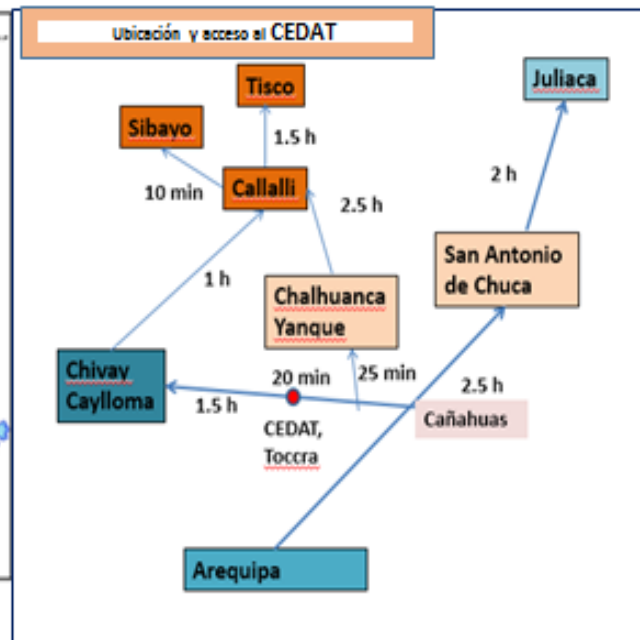 Ubicación y acceso al CEDAT
Tisco
Juliaca
Sibayo
1.5 h
10 min
Callalli
2 h
2.5 h
San Antonio
de Chuca
1 h
Chalhuanca
Yanque
Chivay
Caylloma
20 min
25 min
2.5 h
1.5 h
Cañahuas
CEDAT,
Toccra
Arequipa